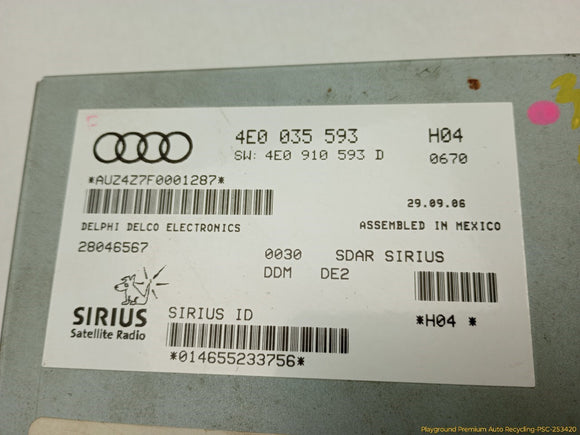 4E0 035 593 H04
SW: 4E0 910 593 D 0670
*AUZ4Z7F0001287*
29.09.06
DELPHI DELCO ELECTRONICS ASSEMBLED IN MEXICO
28046567 0030 SDAR SIRIUS
DDM DE2
SIRIUS
Satellite Radio
SIRIUS ID
*H04 *
*014655233756*
Playground Premium Auto Recycling-PSC-253420